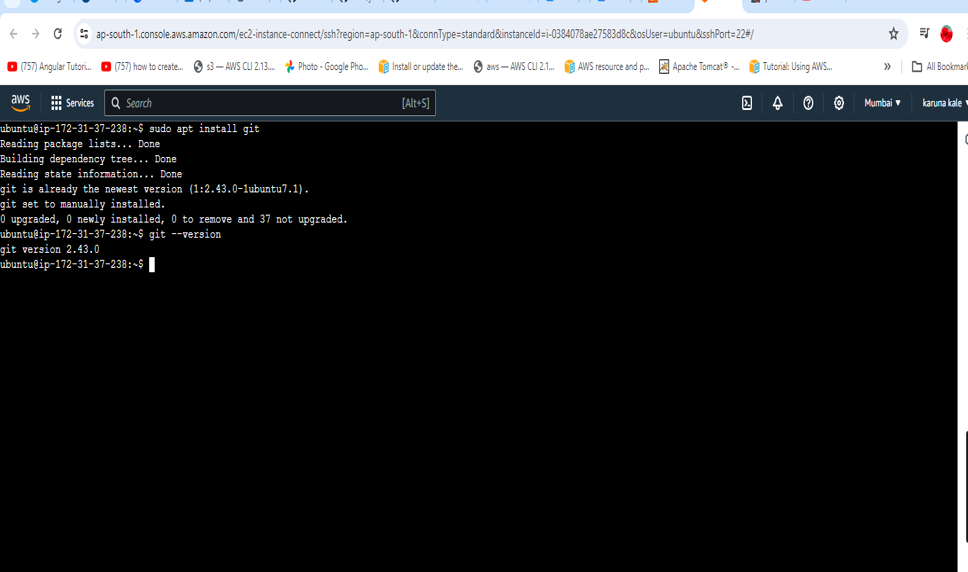 ap-south-1.console.aws.amazon.com/ec2-instance-connect/ssh?region=ap-south-1&connType=standard&instanceId=i-0384078ae27583d8c&osUser=ubuntu&sshPort=22#/
(757) Angular Tutori... (757) how to create... s3 — AWS CLI 2.13.... Photo - Google Pho... Install or update the... aws — AWS CLI 2.1... AWS resource and p... Apache Tomcat® -... Tutorial: Using AWS... » All Bookmark
aws Services Search [Alt+S] Mumbai ▼ karuna kale ▼
ubuntu@ip-172-31-37-238:~$ sudo apt install git
Reading package lists... Done
Building dependency tree... Done
Reading state information... Done
git is already the newest version (1:2.43.0-1ubuntu7.1).
git set to manually installed.
0 upgraded, 0 newly installed, 0 to remove and 37 not upgraded.
ubuntu@ip-172-31-37-238:~$ git --version
git version 2.43.0
ubuntu@ip-172-31-37-238:~$